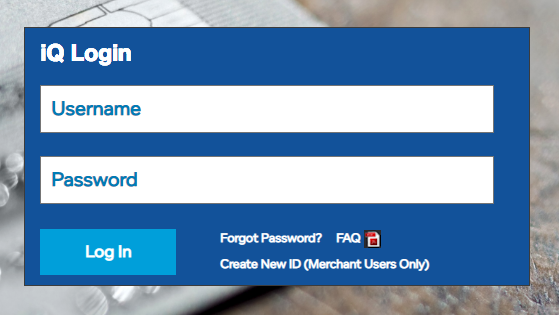 iQ Login
Username
Password
Log In
Forgot Password? FAQ
Create New ID (Merchant Users Only)